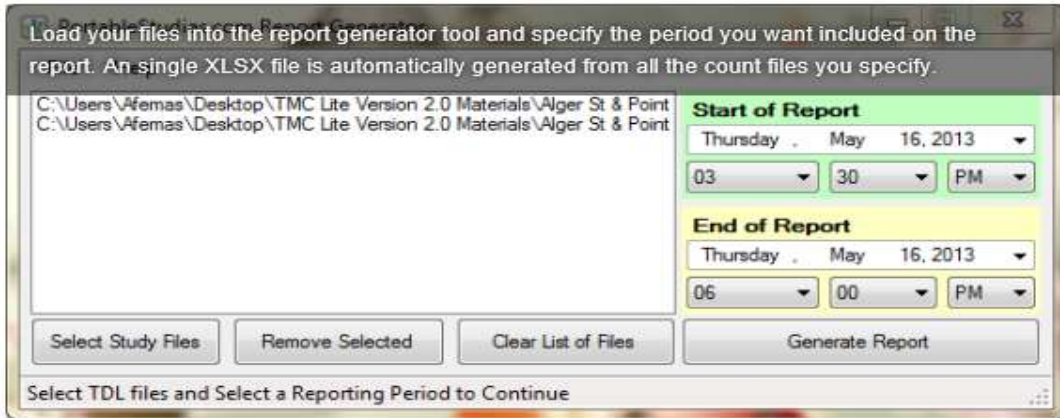 PortableStudies.com Report Generator
Load your files into the report generator tool and specify the period you want included on the
report. An single XLSX file is automatically generated from all the count files you specify.
C:\Users\Afemas\Desktop\TMC Lite Version 2.0 Materials\Alger St & Point
C:\Users\Afemas\Desktop\TMC Lite Version 2.0 Materials\Alger St & Point
Start of Report
Thursday , May 16, 2013
03 30 PM
End of Report
Thursday , May 16, 2013
06 00 PM
Select Study Files Remove Selected Clear List of Files Generate Report
Select TDL files and Select a Reporting Period to Continue